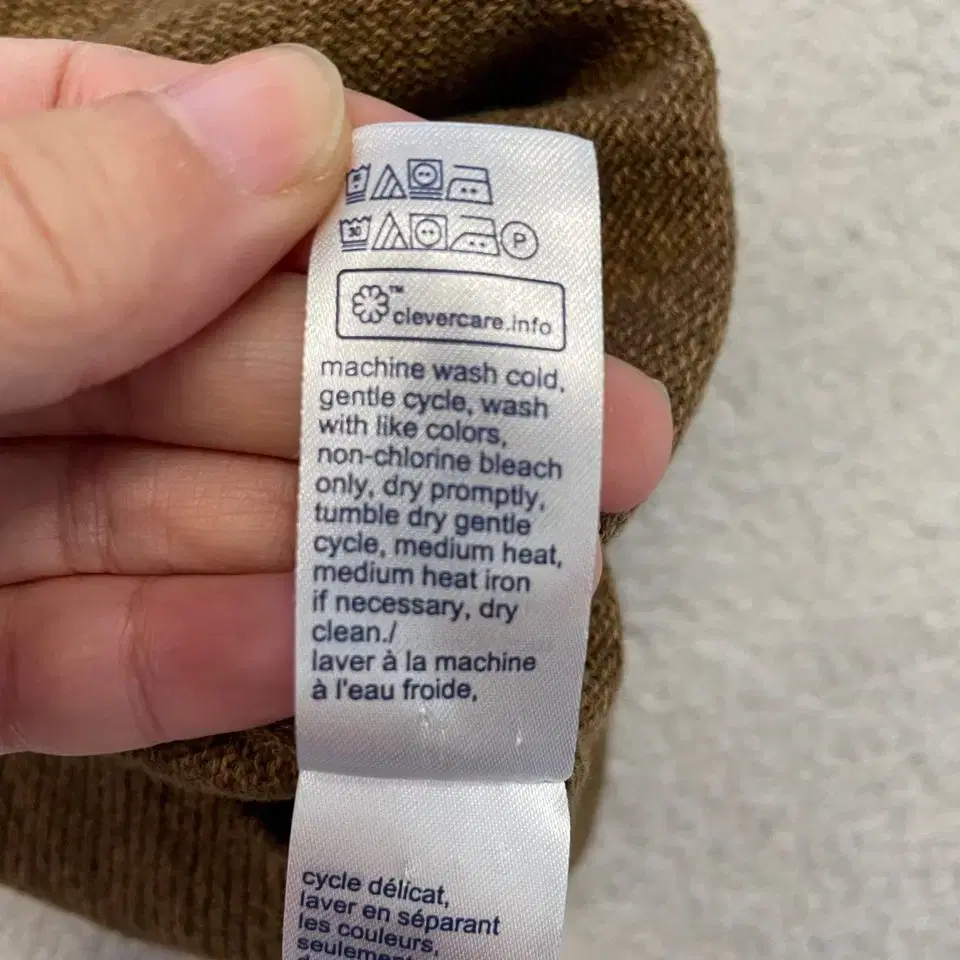 30
P
clevercare.info™
machine wash cold,
gentle cycle, wash
with like colors,
non-chlorine bleach
only, dry promptly,
tumble dry gentle
cycle, medium heat,
medium heat iron
if necessary, dry
clean./
laver à la machine
à l'eau froide,
cycle délicat,
laver en séparant
les couleurs,